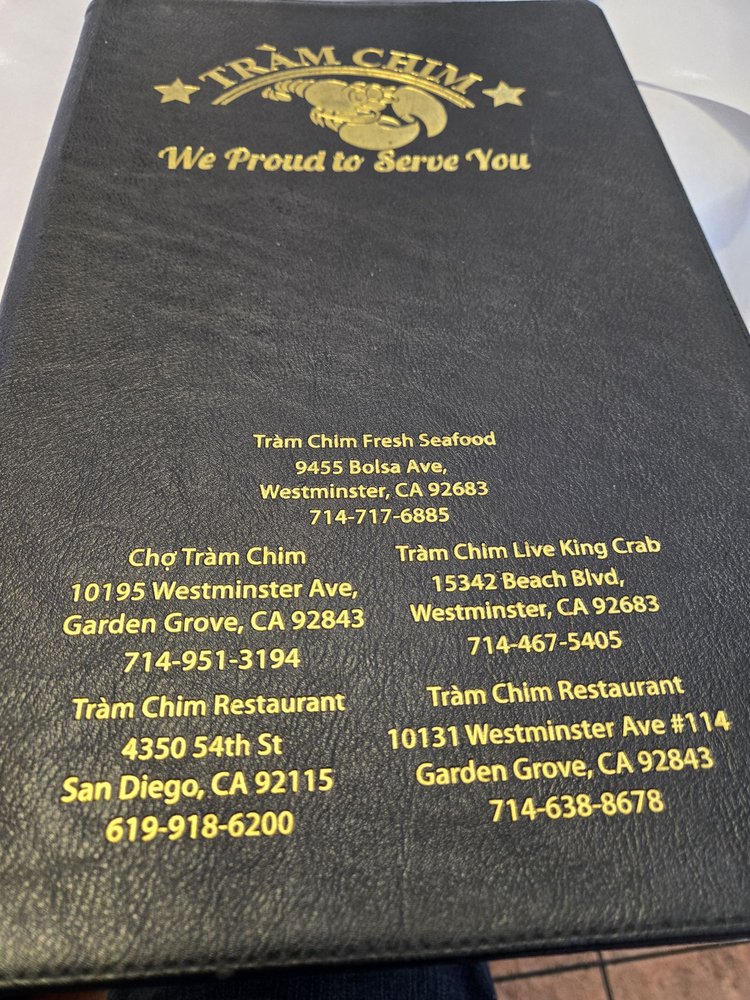 TRÀM CHIM
We Proud to Serve You
Tràm Chim Fresh Seafood
9455 Bolsa Ave,
Westminster, CA 92683
714-717-6885
Chợ Tràm Chim
10195 Westminster Ave,
Garden Grove, CA 92843
714-951-3194
Tràm Chim Live King Crab
15342 Beach Blvd,
Westminster, CA 92683
714-467-5405
Tràm Chim Restaurant
4350 54th St
San Diego, CA 92115
619-918-6200
Tràm Chim Restaurant
10131 Westminster Ave #114
Garden Grove, CA 92843
714-638-8678